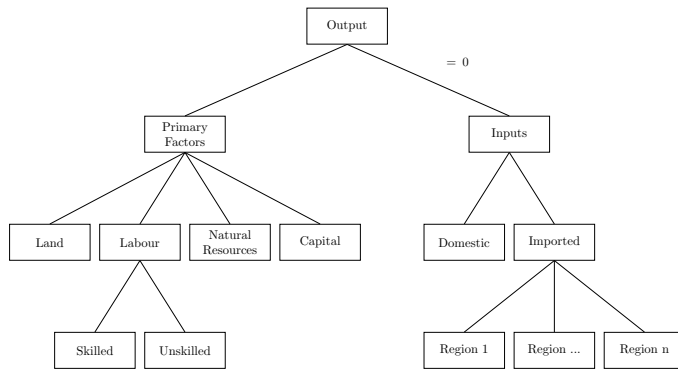 Output
= 0
Primary
Factors
Inputs
Land
Labour
Natural
Resources
Capital
Domestic
Imported
Skilled
Unskilled
Region 1
Region ...
Region n